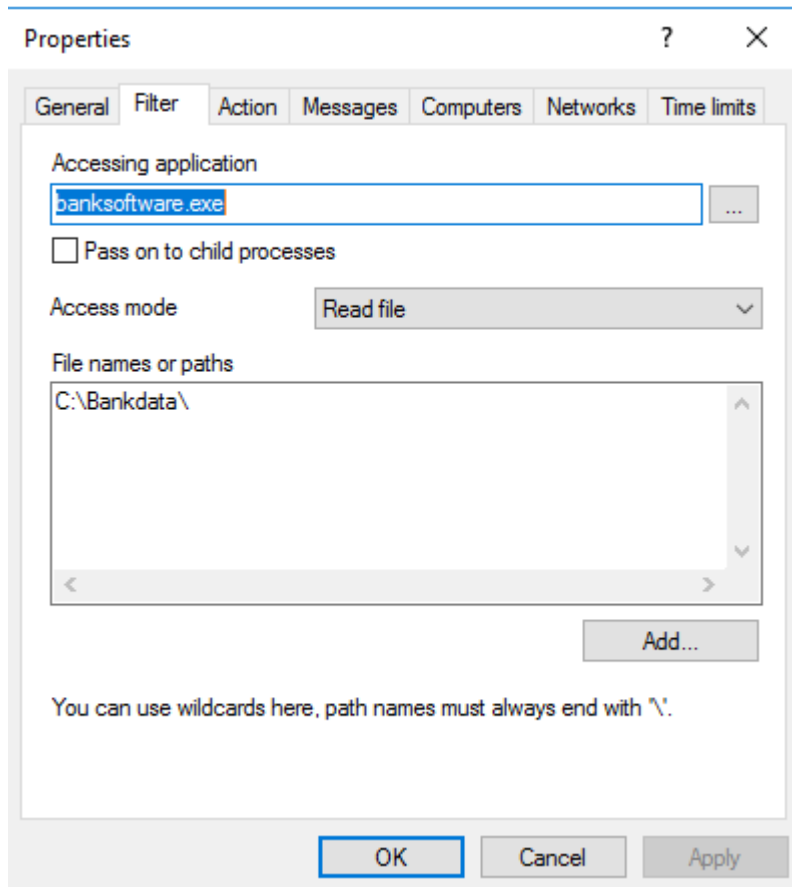 Properties
? ×
General Filter Action Messages Computers Networks Time limits
Accessing application
banksoftware.exe ...
Pass on to child processes
Access mode Read file
File names or paths
C:\Bankdata\
Add...
You can use wildcards here, path names must always end with '\'.
OK Cancel Apply